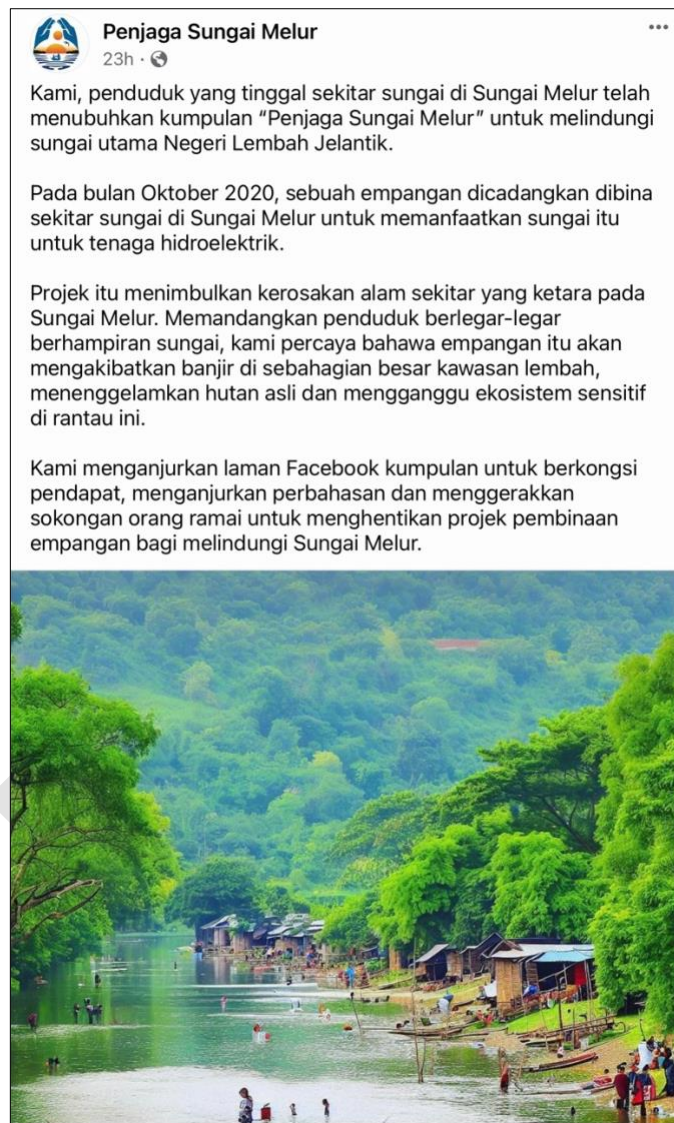 Penjaga Sungai Melur
23h ·
Kami, penduduk yang tinggal sekitar sungai di Sungai Melur telah
menubuhkan kumpulan “Penjaga Sungai Melur” untuk melindungi
sungai utama Negeri Lembah Jelantik.
Pada bulan Oktober 2020, sebuah empangan dicadangkan dibina
sekitar sungai di Sungai Melur untuk memanfaatkan sungai itu
untuk tenaga hidroelektrik.
Projek itu menimbulkan kerosakan alam sekitar yang ketara pada
Sungai Melur. Memandangkan penduduk berlegar-legar
berhampiran sungai, kami percaya bahawa empangan itu akan
mengakibatkan banjir di sebahagian besar kawasan lembah,
menenggelamkan hutan asli dan mengganggu ekosistem sensitif
di rantau ini.
Kami menganjurkan laman Facebook kumpulan untuk berkongsi
pendapat, menganjurkan perbahasan dan menggerakkan
sokongan orang ramai untuk menghentikan projek pembinaan
empangan bagi melindungi Sungai Melur.